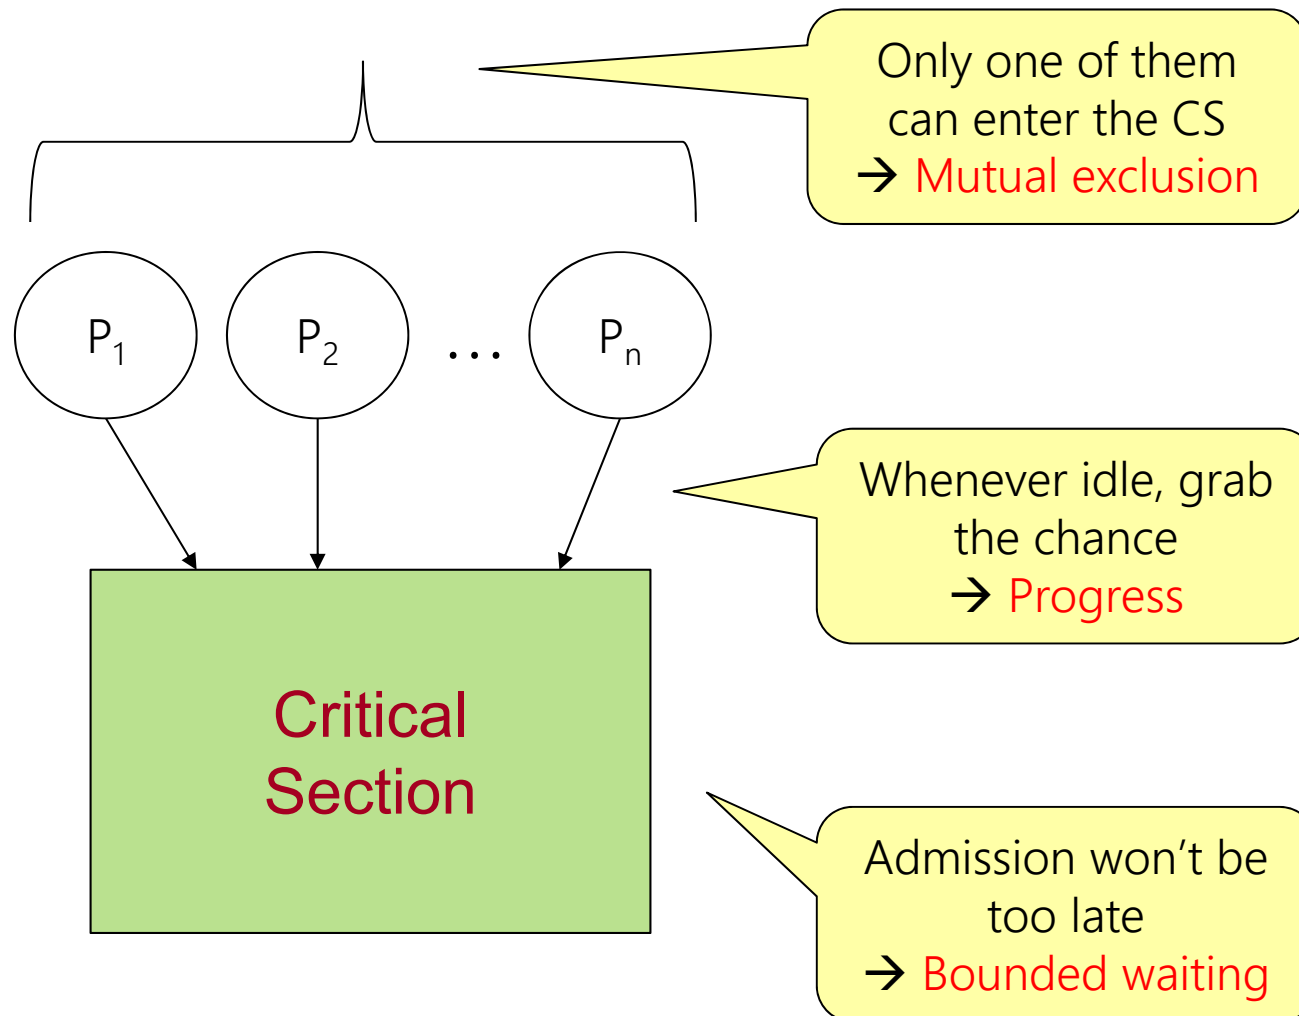 Only one of them
can enter the CS
→ Mutual exclusion
P₁ P₂ ... Pₙ
Whenever idle, grab
the chance
→ Progress
Critical
Section
Admission won’t be
too late
→ Bounded waiting